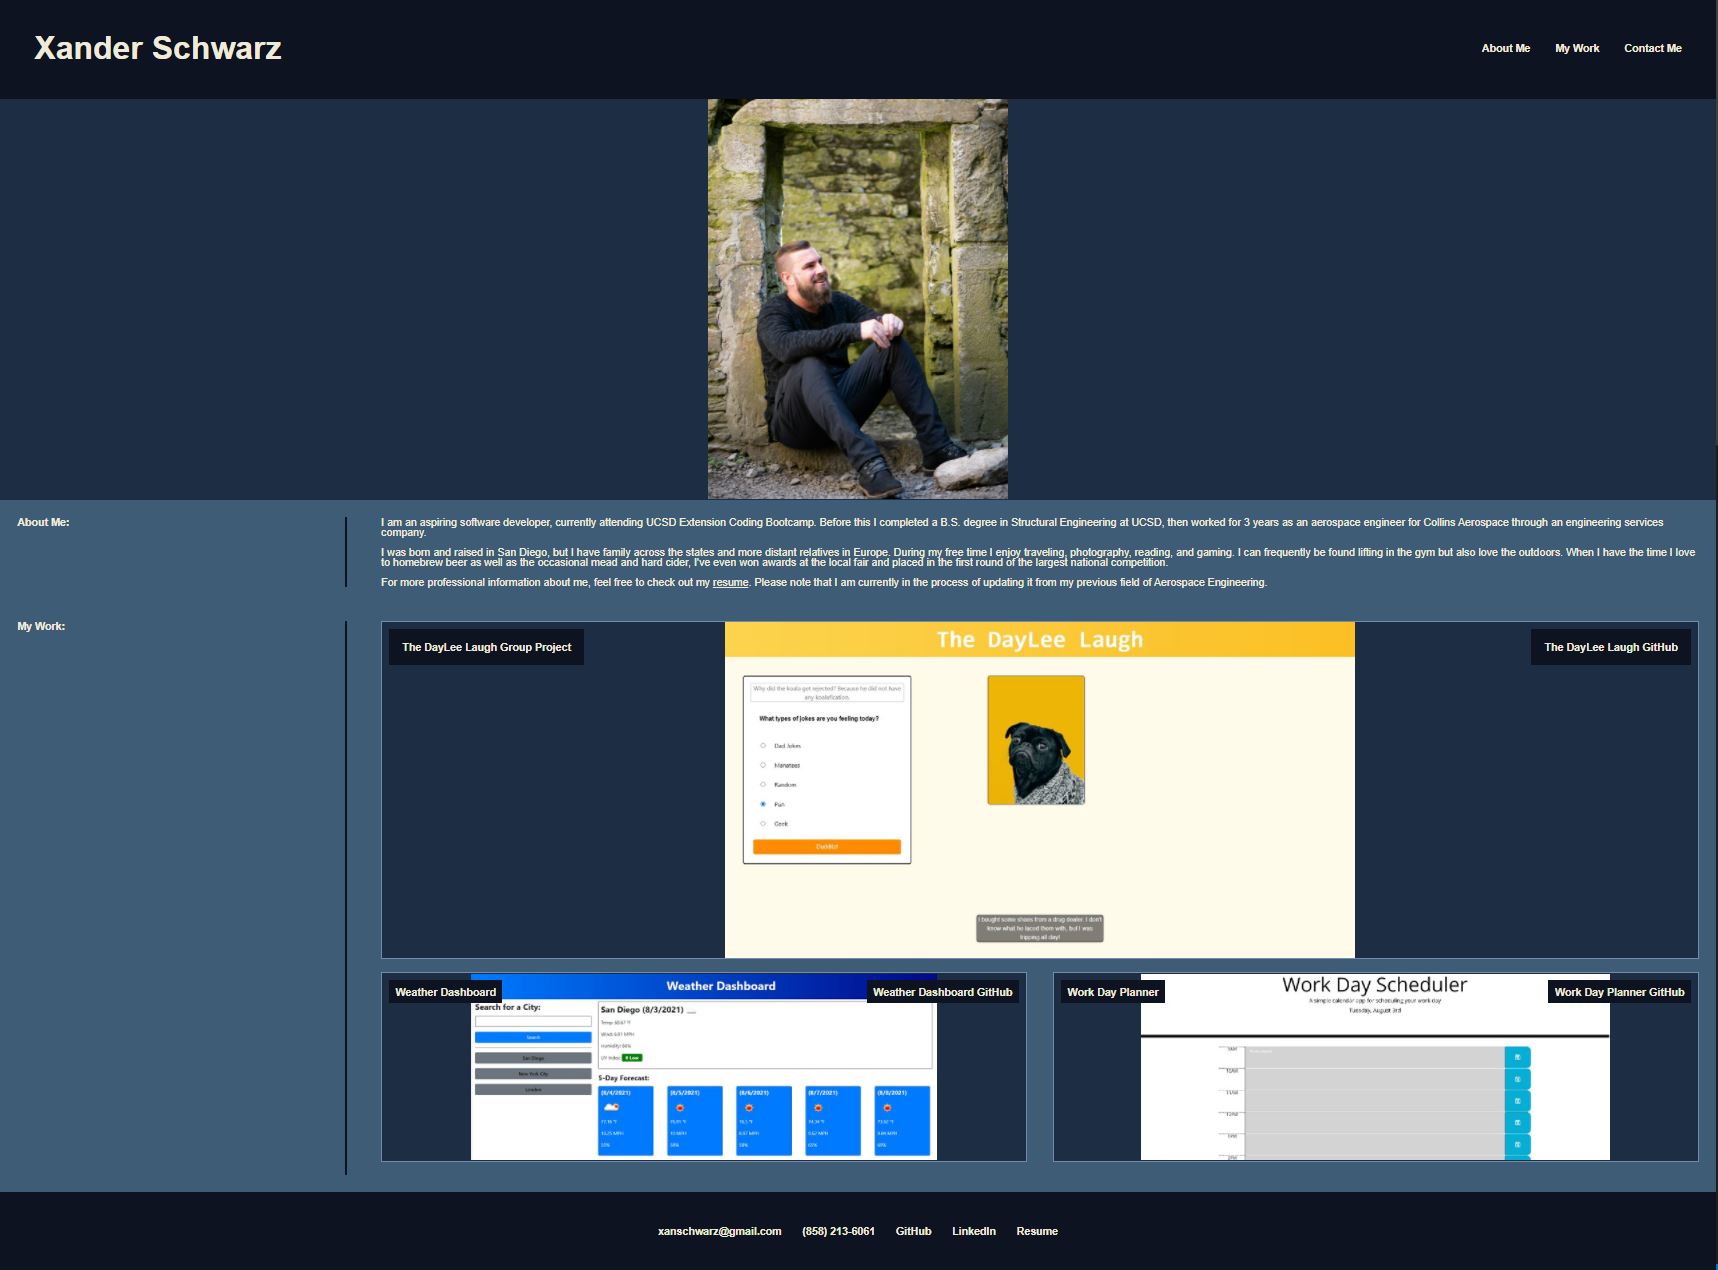 Xander Schwarz
About Me
My Work
Contact Me
About Me:
I am an aspiring software developer, currently attending UCSD Extension Coding Bootcamp. Before this I completed a B.S. degree in Structural Engineering at UCSD, then worked for 3 years as an aerospace engineer for Collins Aerospace through an engineering services
company.
I was born and raised in San Diego, but I have family across the states and more distant relatives in Europe. During my free time I enjoy traveling, photography, reading, and gaming. I can frequently be found lifting in the gym but also love the outdoors. When I have the time I love
to homebrew beer as well as the occasional mead and hard cider, I've even won awards at the local fair and placed in the first round of the largest national competition.
For more professional information about me, feel free to check out my resume. Please note that I am currently in the process of updating it from my previous field of Aerospace Engineering.
My Work:
The DayLee Laugh Group Project
The DayLee Laugh
The DayLee Laugh GitHub
Why did the koala get rejected? Because he did not have
any koalafication.
What types of jokes are you feeling today?
Dad Jokes
Manatees
Random
Pun
Geek
I bought some shoes from a drug dealer. I don't
know what he laced them with, but I was
tripping all day!
Weather Dashboard
Weather Dashboard
Weather Dashboard GitHub
Search for a City:
Search
San Diego
New York City
London
San Diego (8/3/2021)
Humidity: 66%
UV Index: 0 Low
5-Day Forecast:
(8/4/2021)
(8/5/2021)
(8/6/2021)
(8/7/2021)
(8/8/2021)
Work Day Planner
Work Day Scheduler
Work Day Planner GitHub
A simple calendar app for scheduling your work day
Tuesday, August 3rd
9AM
10AM
11AM
12PM
1PM
2PM
xanschwarz@gmail.com
(858) 213-6061
GitHub
LinkedIn
Resume